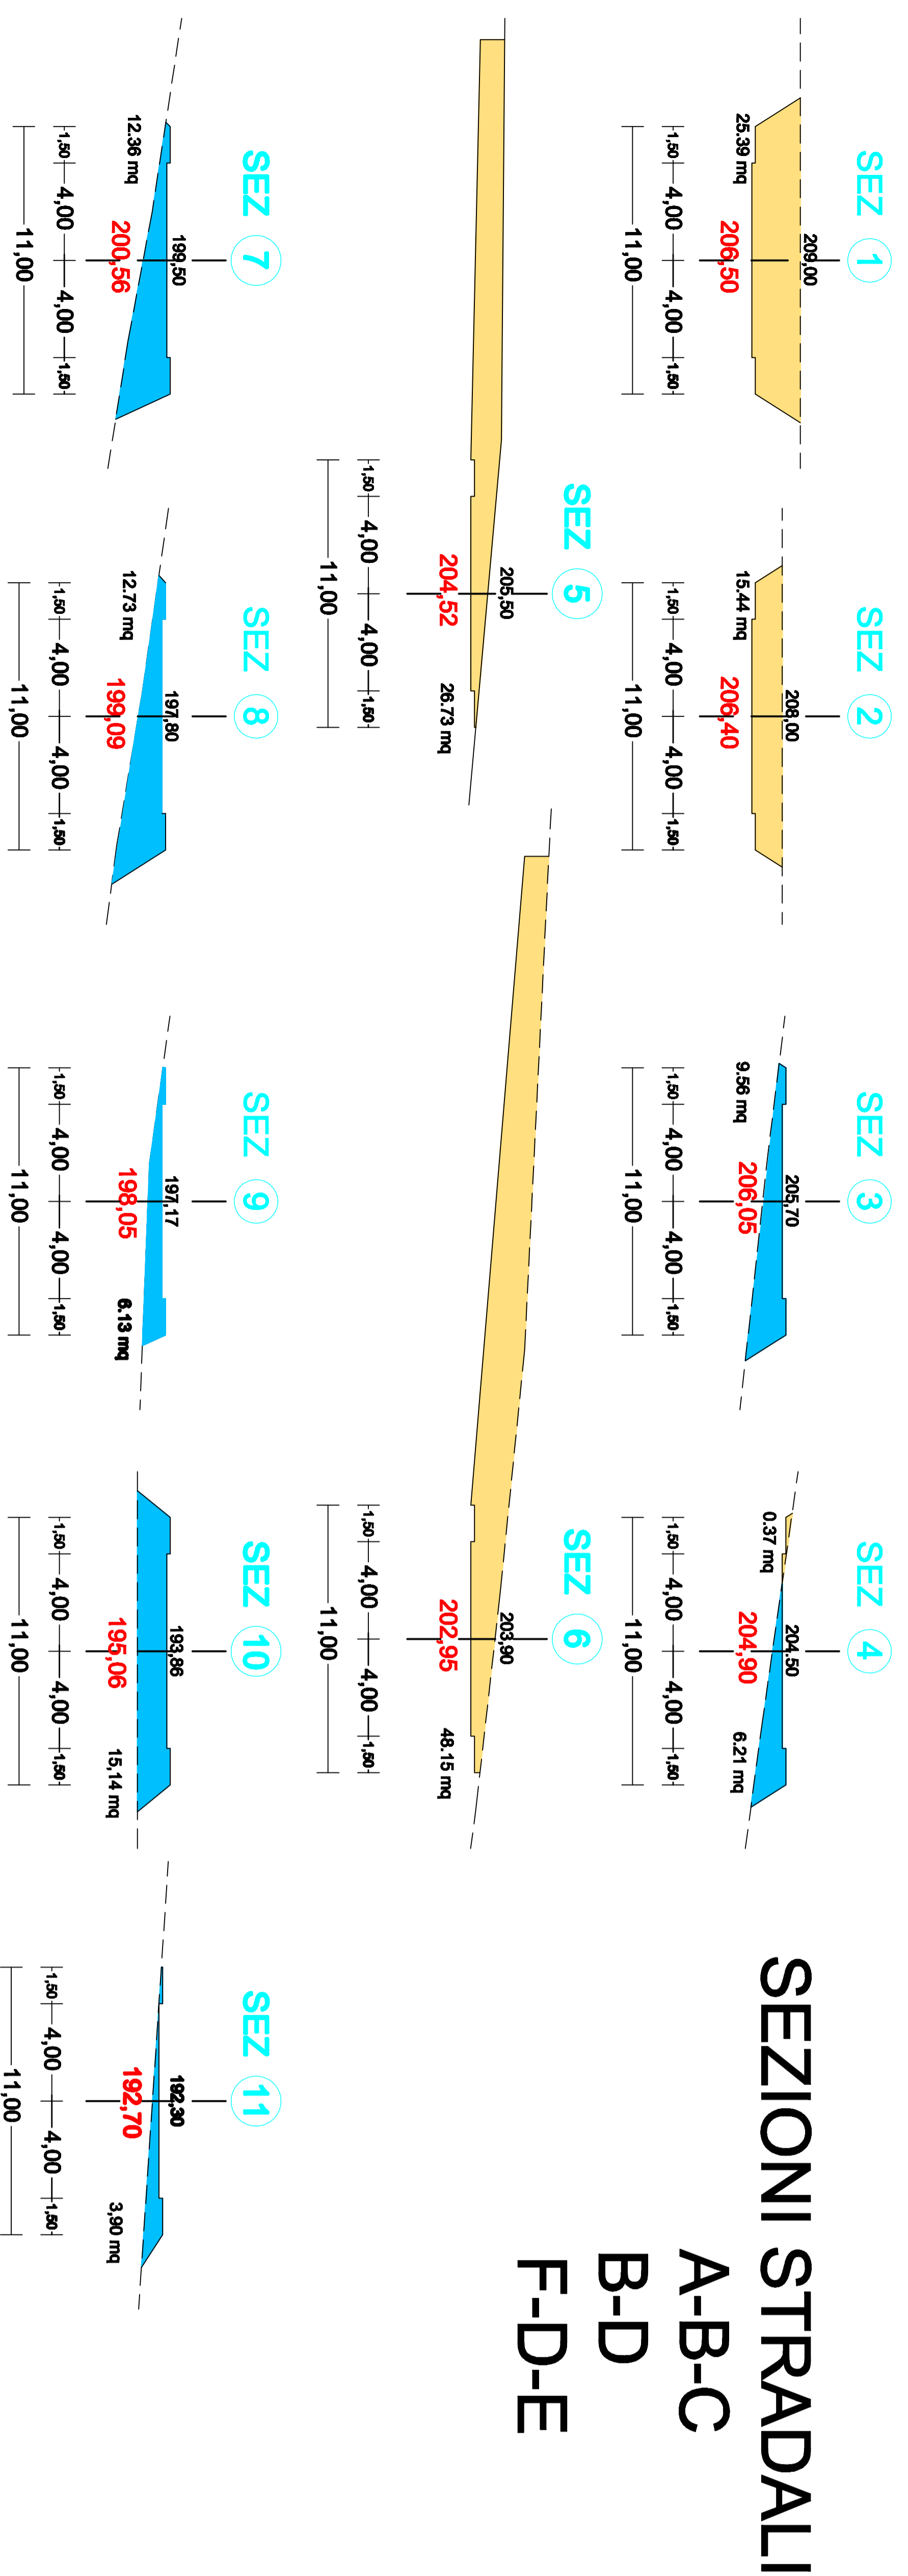 SEZIONI STRADALI
A-B-C
B-D
F-D-E
SEZ 1
209,00
25.39 mq
206,50
1,50 4,00 4,00 1,50
11,00
SEZ 2
208,00
15.44 mq
206,40
1,50 4,00 4,00 1,50
11,00
SEZ 3
205,70
9.56 mq
206,05
1,50 4,00 4,00 1,50
11,00
SEZ 4
204.50
0.37 mq
204,90
6.21 mq
1,50 4,00 4,00 1,50
11,00
SEZ 5
205,50
204,52
26.73 mq
1,50 4,00 4,00 1,50
11,00
SEZ 6
203,90
202,95
48.15 mq
1,50 4,00 4,00 1,50
11,00
SEZ 7
199,50
12.36 mq
200,56
1,50 4,00 4,00 1,50
11,00
SEZ 8
197,80
12.73 mq
199,09
1,50 4,00 4,00 1,50
11,00
SEZ 9
197,17
198,05
6.13 mq
1,50 4,00 4,00 1,50
11,00
SEZ 10
193,86
195,06
15,14 mq
1,50 4,00 4,00 1,50
11,00
SEZ 11
192,30
192,70
3,90 mq
1,50 4,00 4,00 1,50
11,00